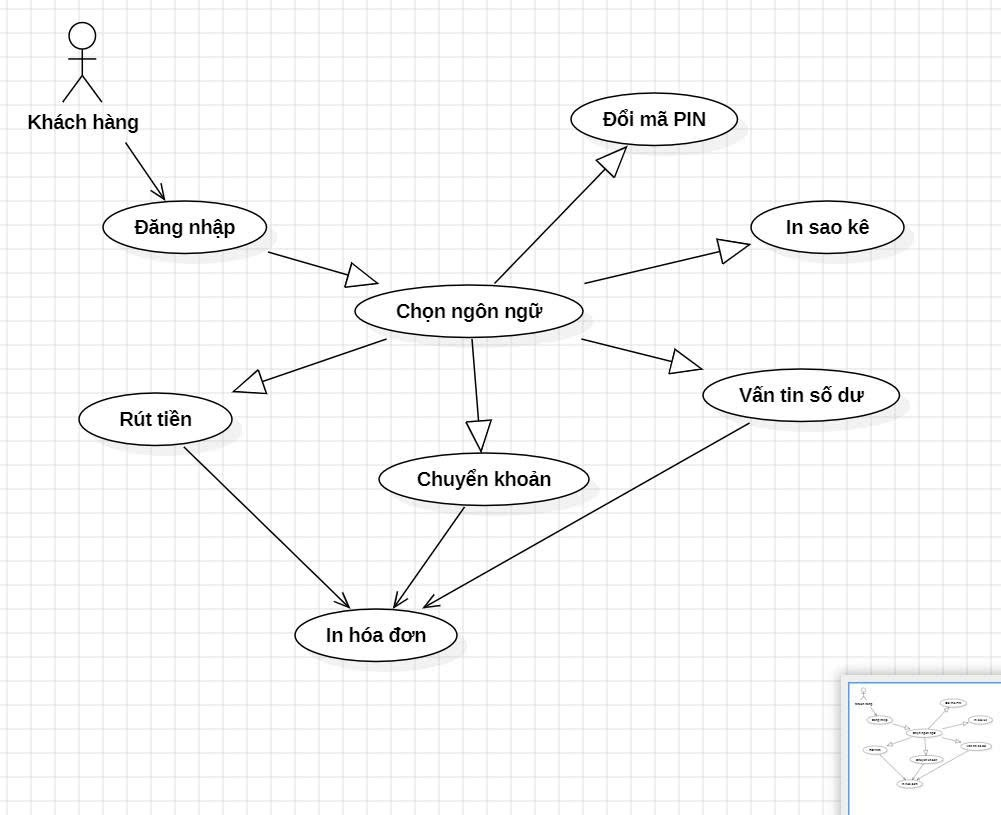 Khách hàng
Đổi mã PIN
Đăng nhập
In sao kê
Chọn ngôn ngữ
Vấn tin số dư
Rút tiền
Chuyển khoản
In hóa đơn